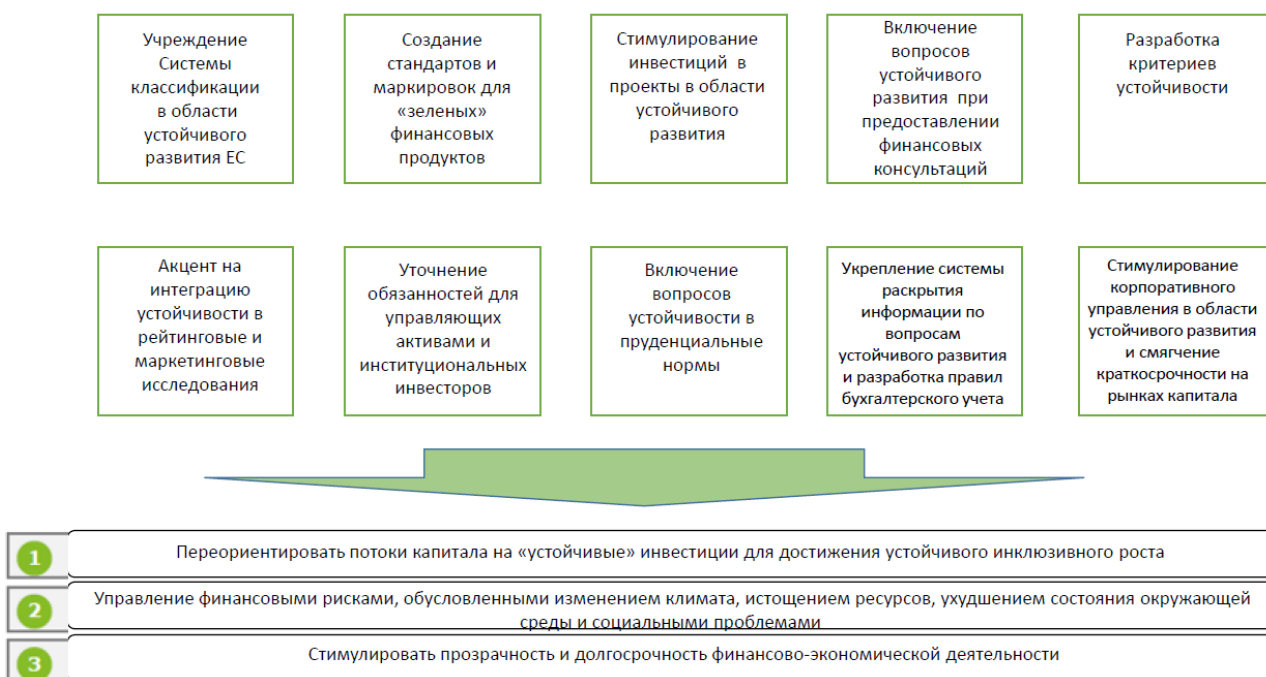 Учреждение
Системы
классификации
в области
устойчивого
развития ЕС
Создание
стандартов и
маркировок для
«зеленых»
финансовых
продуктов
Стимулирование
инвестиций в
проекты в области
устойчивого
развития
Включение
вопросов
устойчивого
развития при
предоставлении
финансовых
консультаций
Разработка
критериев
устойчивости
Акцент на
интеграцию
устойчивости в
рейтинговые и
маркетинговые
исследования
Уточнение
обязанностей для
управляющих
активами и
институциональных
инвесторов
Включение
вопросов
устойчивости в
пруденциальные
нормы
Укрепление системы
раскрытия
информации по
вопросам
устойчивого развития
и разработка правил
бухгалтерского учета
Стимулирование
корпоративного
управления в области
устойчивого развития
и смягчение
краткосрочности на
рынках капитала
1 Переориентировать потоки капитала на «устойчивые» инвестиции для достижения устойчивого инклюзивного роста
2 Управление финансовыми рисками, обусловленными изменением климата, истощением ресурсов, ухудшением состояния окружающей
среды и социальными проблемами
3 Стимулировать прозрачность и долгосрочность финансово-экономической деятельности